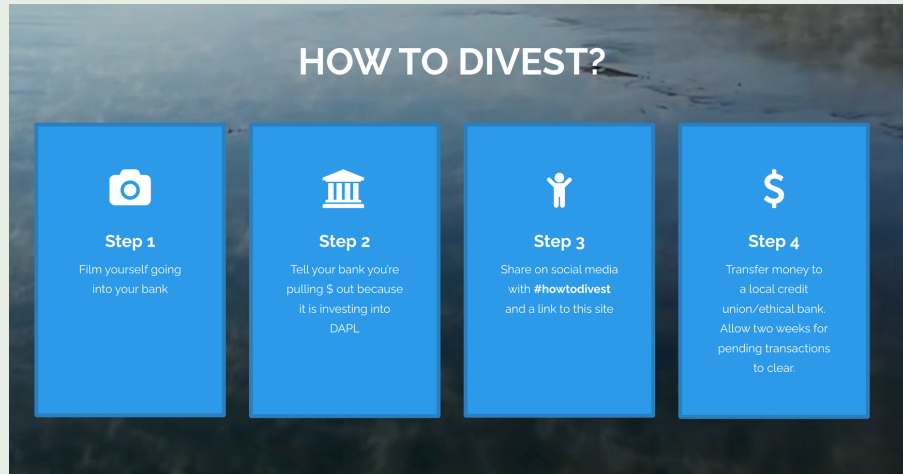 HOW TO DIVEST?
Step 1
Film yourself going
into your bank
Step 2
Tell your bank you're
pulling $ out because
it is investing into
DAPL
Step 3
Share on social media
with #howtodivest
and a link to this site
$
Step 4
Transfer money to
a local credit
union/ethical bank.
Allow two weeks for
pending transactions
to clear.